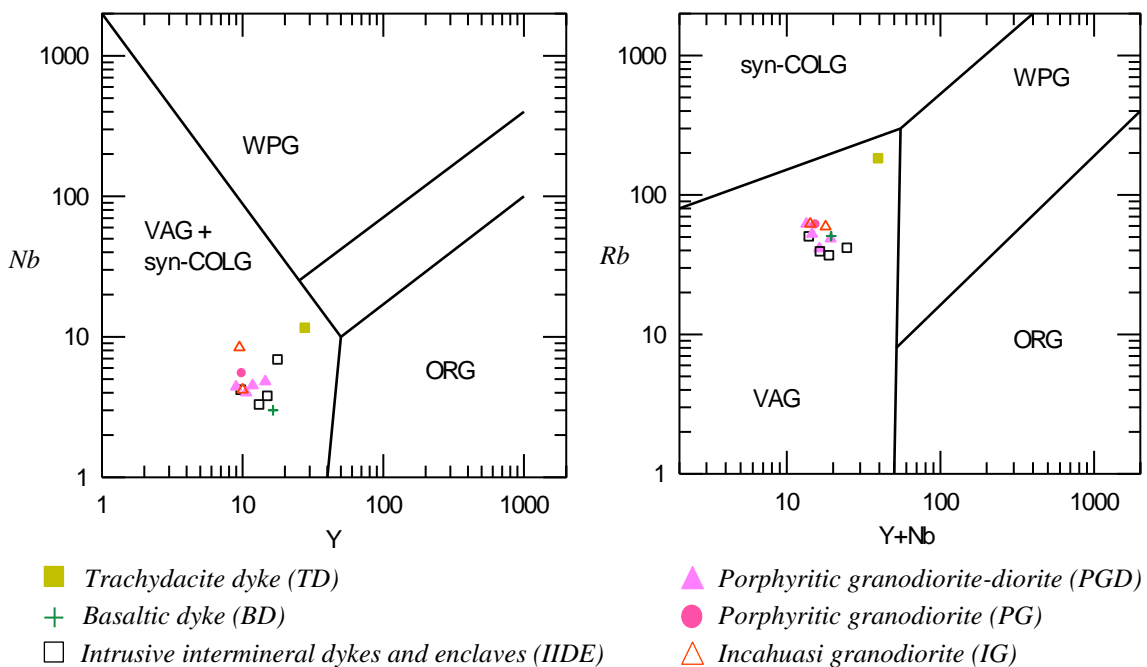 1000
100
10
1
Nb
WPG
VAG +
syn-COLG
ORG
1
10
100
1000
Y
1000
100
10
1
Rb
syn-COLG
WPG
VAG
ORG
10
100
1000
Y+Nb
Trachydacite dyke (TD)
Basaltic dyke (BD)
Intrusive intermineral dykes and enclaves (IIDE)
Porphyritic granodiorite-diorite (PGD)
Porphyritic granodiorite (PG)
Incahuasi granodiorite (IG)